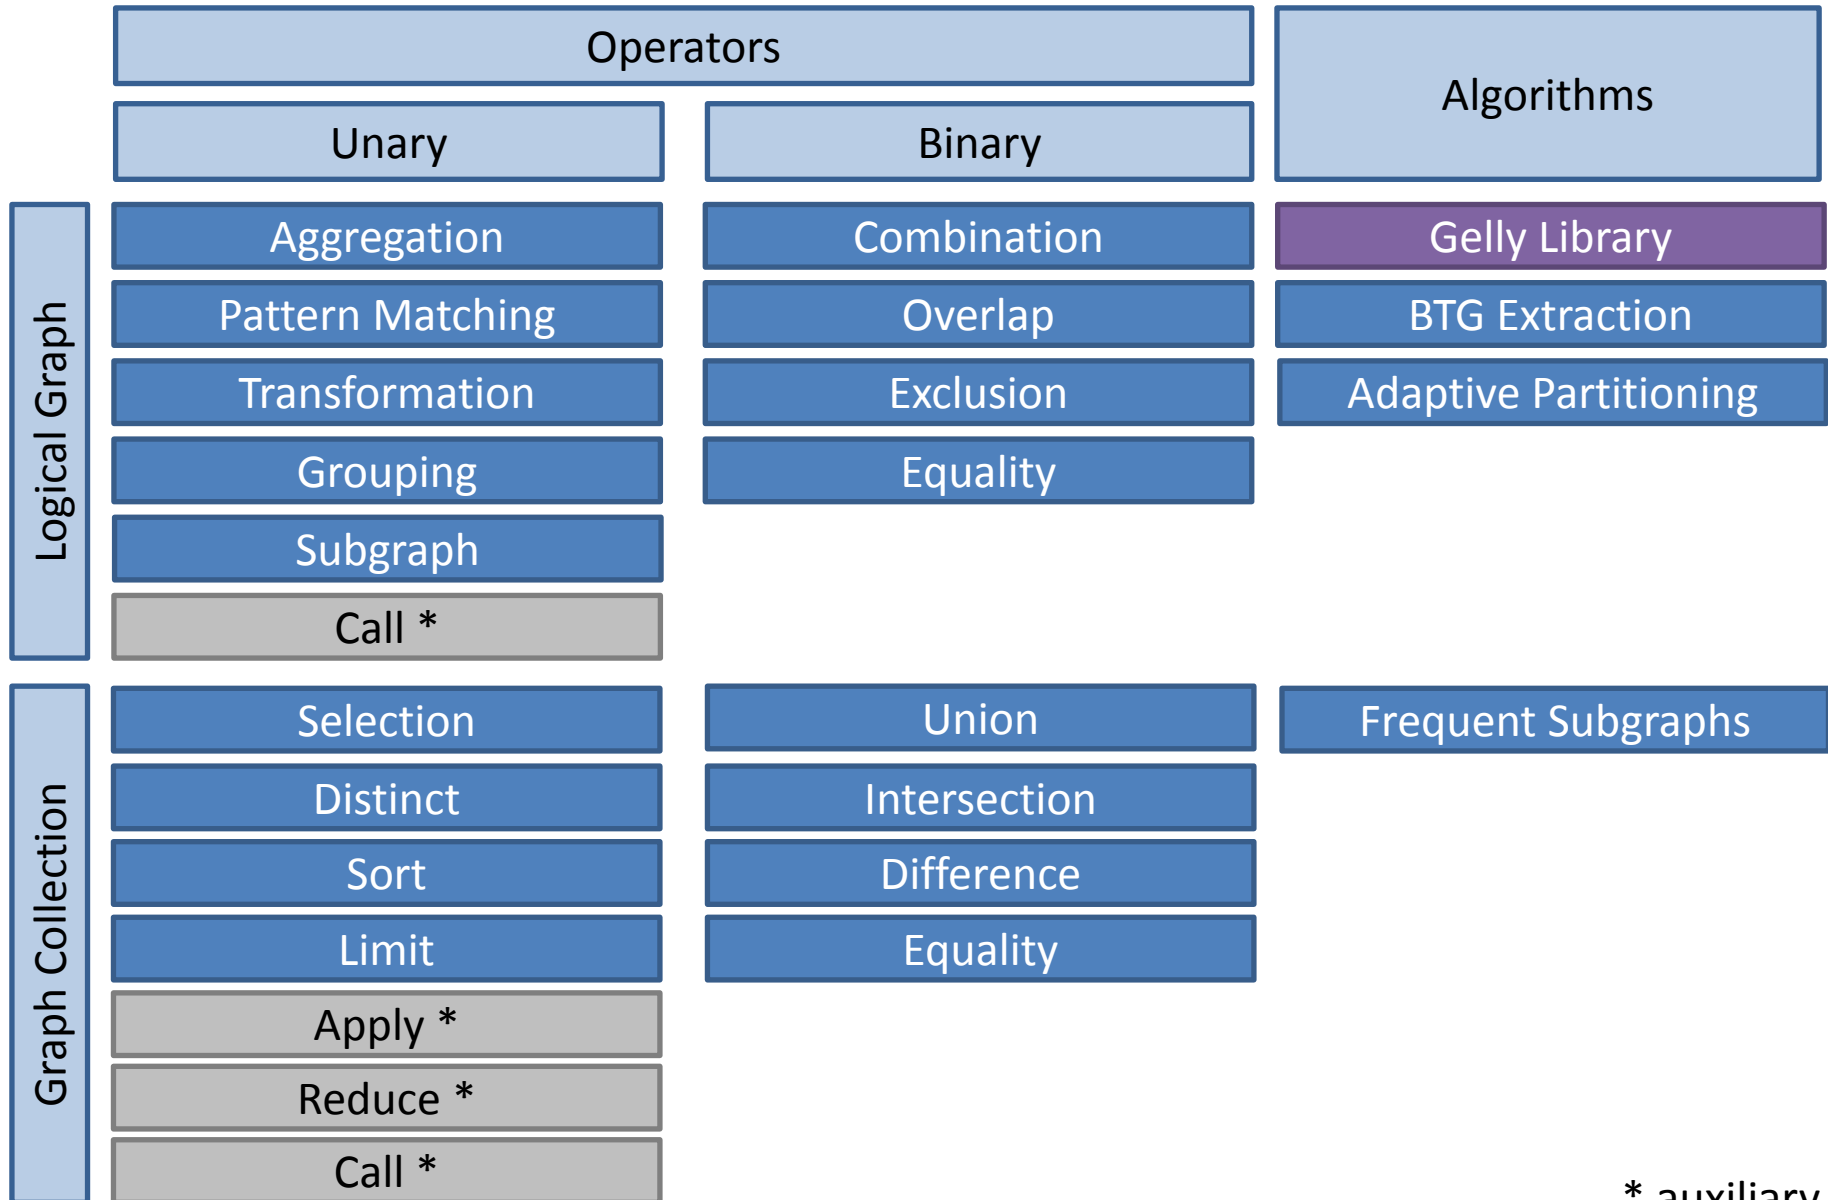 Operators
Algorithms
Unary
Binary
Logical Graph
Aggregation
Combination
Gelly Library
Pattern Matching
Overlap
BTG Extraction
Transformation
Exclusion
Adaptive Partitioning
Grouping
Equality
Subgraph
Call *
Graph Collection
Selection
Union
Frequent Subgraphs
Distinct
Intersection
Sort
Difference
Limit
Equality
Apply *
Reduce *
Call *
* auxiliary